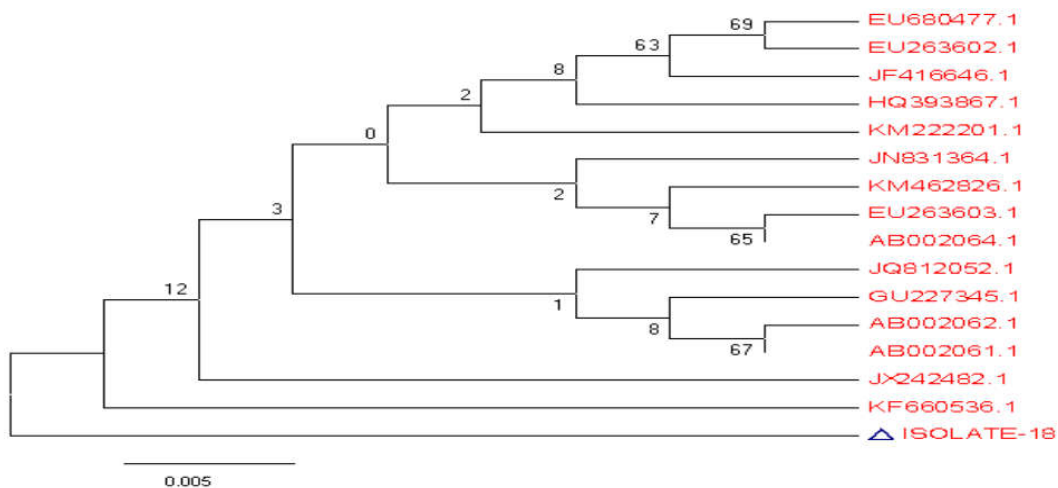 69
EU680477.1
63
EU263602.1
8
JF416646.1
2
HQ393867.1
0
KM222201.1
JN831364.1
2
KM462826.1
3
7
EU263603.1
65
AB002064.1
JQ812052.1
12
1
GU227345.1
8
AB002062.1
67
AB002061.1
JX242482.1
KF660536.1
ISOLATE-18
0.005